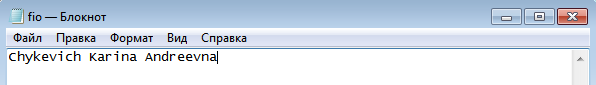 fio — Блокнот
Файл Правка Формат Вид Справка
Chykevich Karina Andreevna